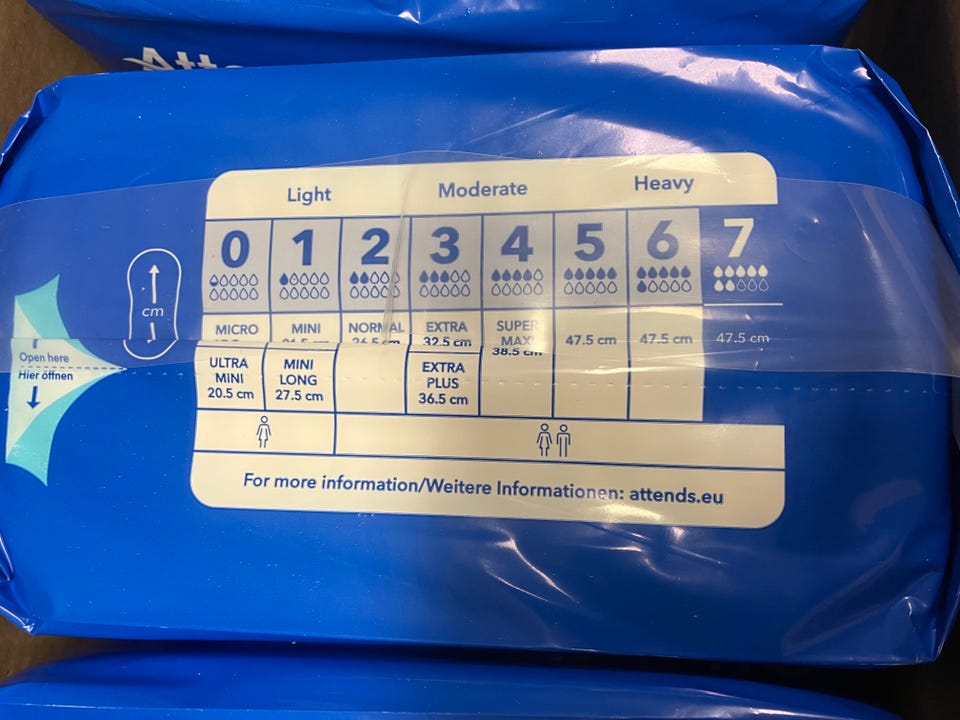 Light Moderate Heavy
0 1 2 3 4 5 6 7
cm
MICRO MINI NORMAL EXTRA SUPER
32.5 cm MAXI 47.5 cm 47.5 cm 47.5 cm
38.5 cm
Open here
Hier öffnen
ULTRA MINI EXTRA
MINI LONG PLUS
20.5 cm 27.5 cm 36.5 cm
For more information/Weitere Informationen: attends.eu